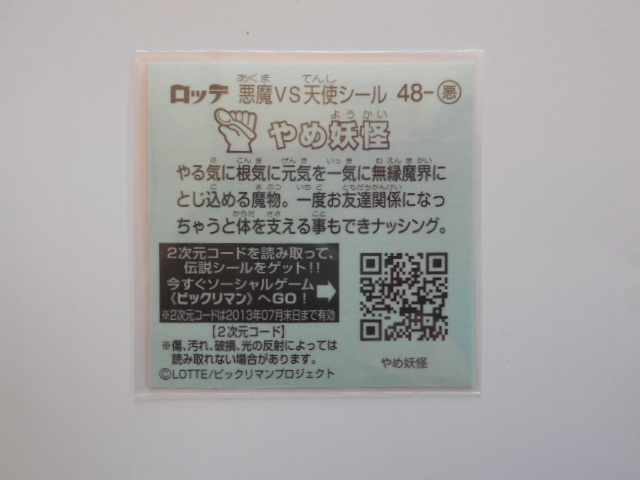 ロッテ 悪魔VS天使シール 48-悪
やめ妖怪
やる気に根気に元気を一気に無縁魔界に
とじ込める魔物。一度お友達関係になっ
ちゃうと体を支える事もできナッシング。
2次元コードを読み取って、
伝説シールをゲット!!
今すぐソーシャルゲーム
《ビックリマン》へGO!
※2次元コードは2013年07月末日まで有効
【2次元コード】
※傷、汚れ、破損、光の反射によっては
読み取れない場合があります。
©LOTTE/ビックリマンプロジェクト
やめ妖怪